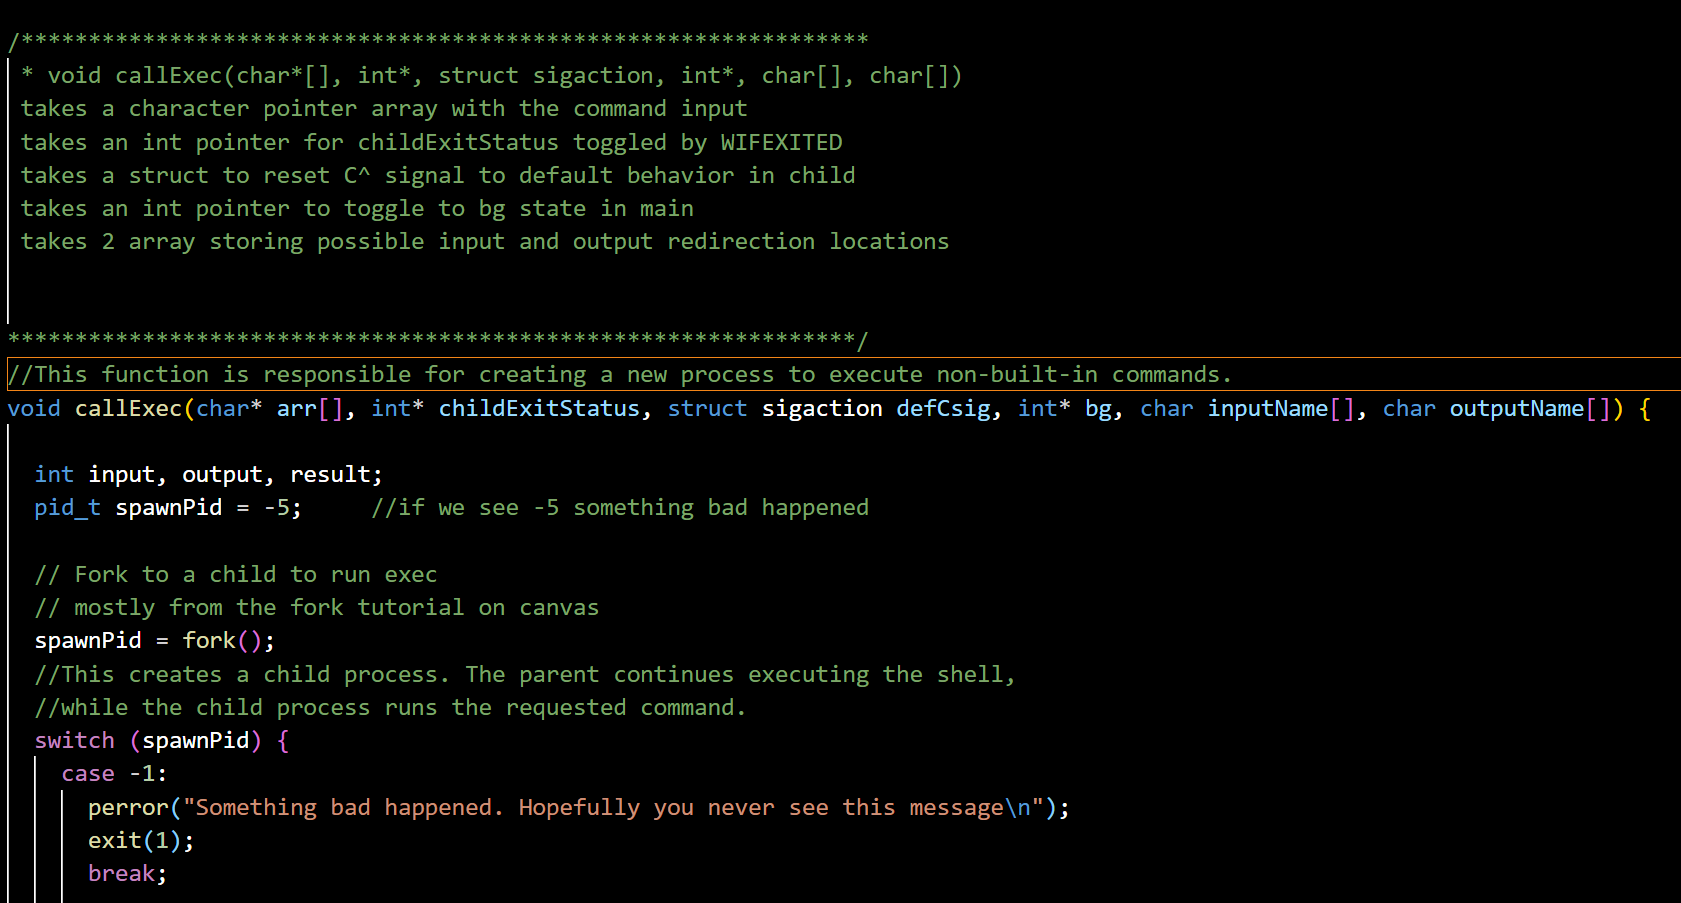 /***************************************************************
* void callExec(char*[], int*, struct sigaction, int*, char[], char[])
takes a character pointer array with the command input
takes an int pointer for childExitStatus toggled by WIFEXITED
takes a struct to reset C^ signal to default behavior in child
takes an int pointer to toggle to bg state in main
takes 2 array storing possible input and output redirection locations
***************************************************************/
//This function is responsible for creating a new process to execute non-built-in commands.
void callExec(char* arr[], int* childExitStatus, struct sigaction defCsig, int* bg, char inputName[], char outputName[]) {
int input, output, result;
pid_t spawnPid = -5;     //if we see -5 something bad happened
// Fork to a child to run exec
// mostly from the fork tutorial on canvas
spawnPid = fork();
//This creates a child process. The parent continues executing the shell,
//while the child process runs the requested command.
switch (spawnPid) {
case -1:
perror("Something bad happened. Hopefully you never see this message\n");
exit(1);
break;